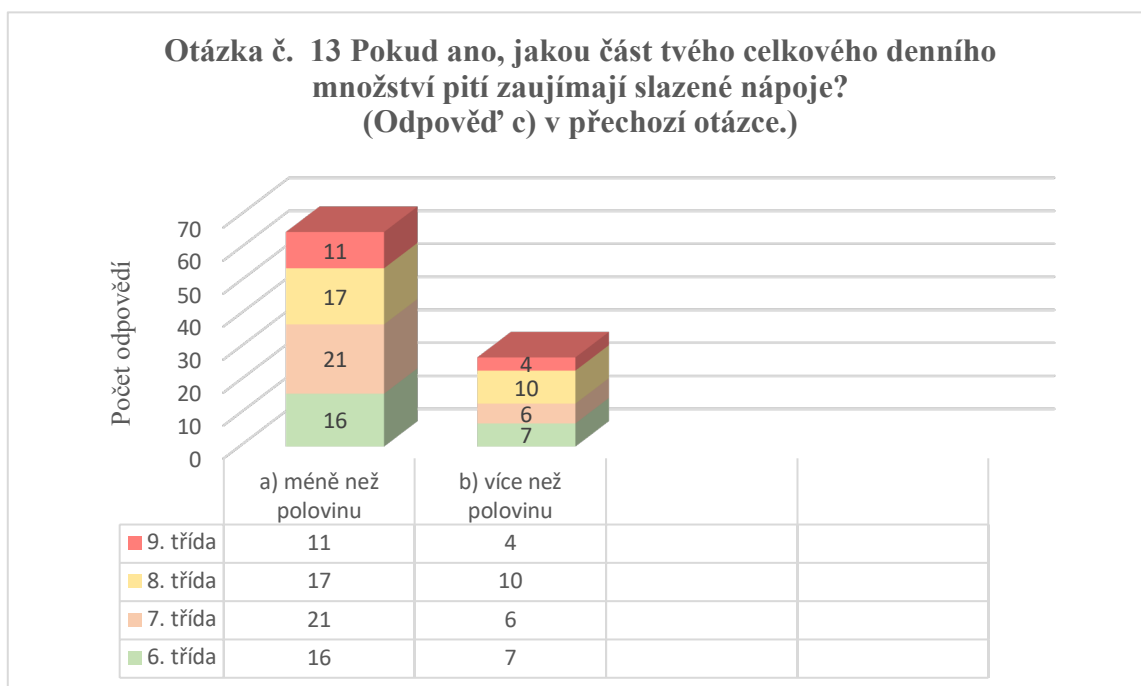 Otázka č. 13 Pokud ano, jakou část tvého celkového denního
množství pití zaujímají slazené nápoje?
(Odpověď c) v přechozí otázce.)
Počet odpovědí
70
60
50
40
30
20
10
0
11
17
21
16
4
10
6
7
a) méně než
polovinu
b) více než
polovinu
9. třída 11 4
8. třída 17 10
7. třída 21 6
6. třída 16 7